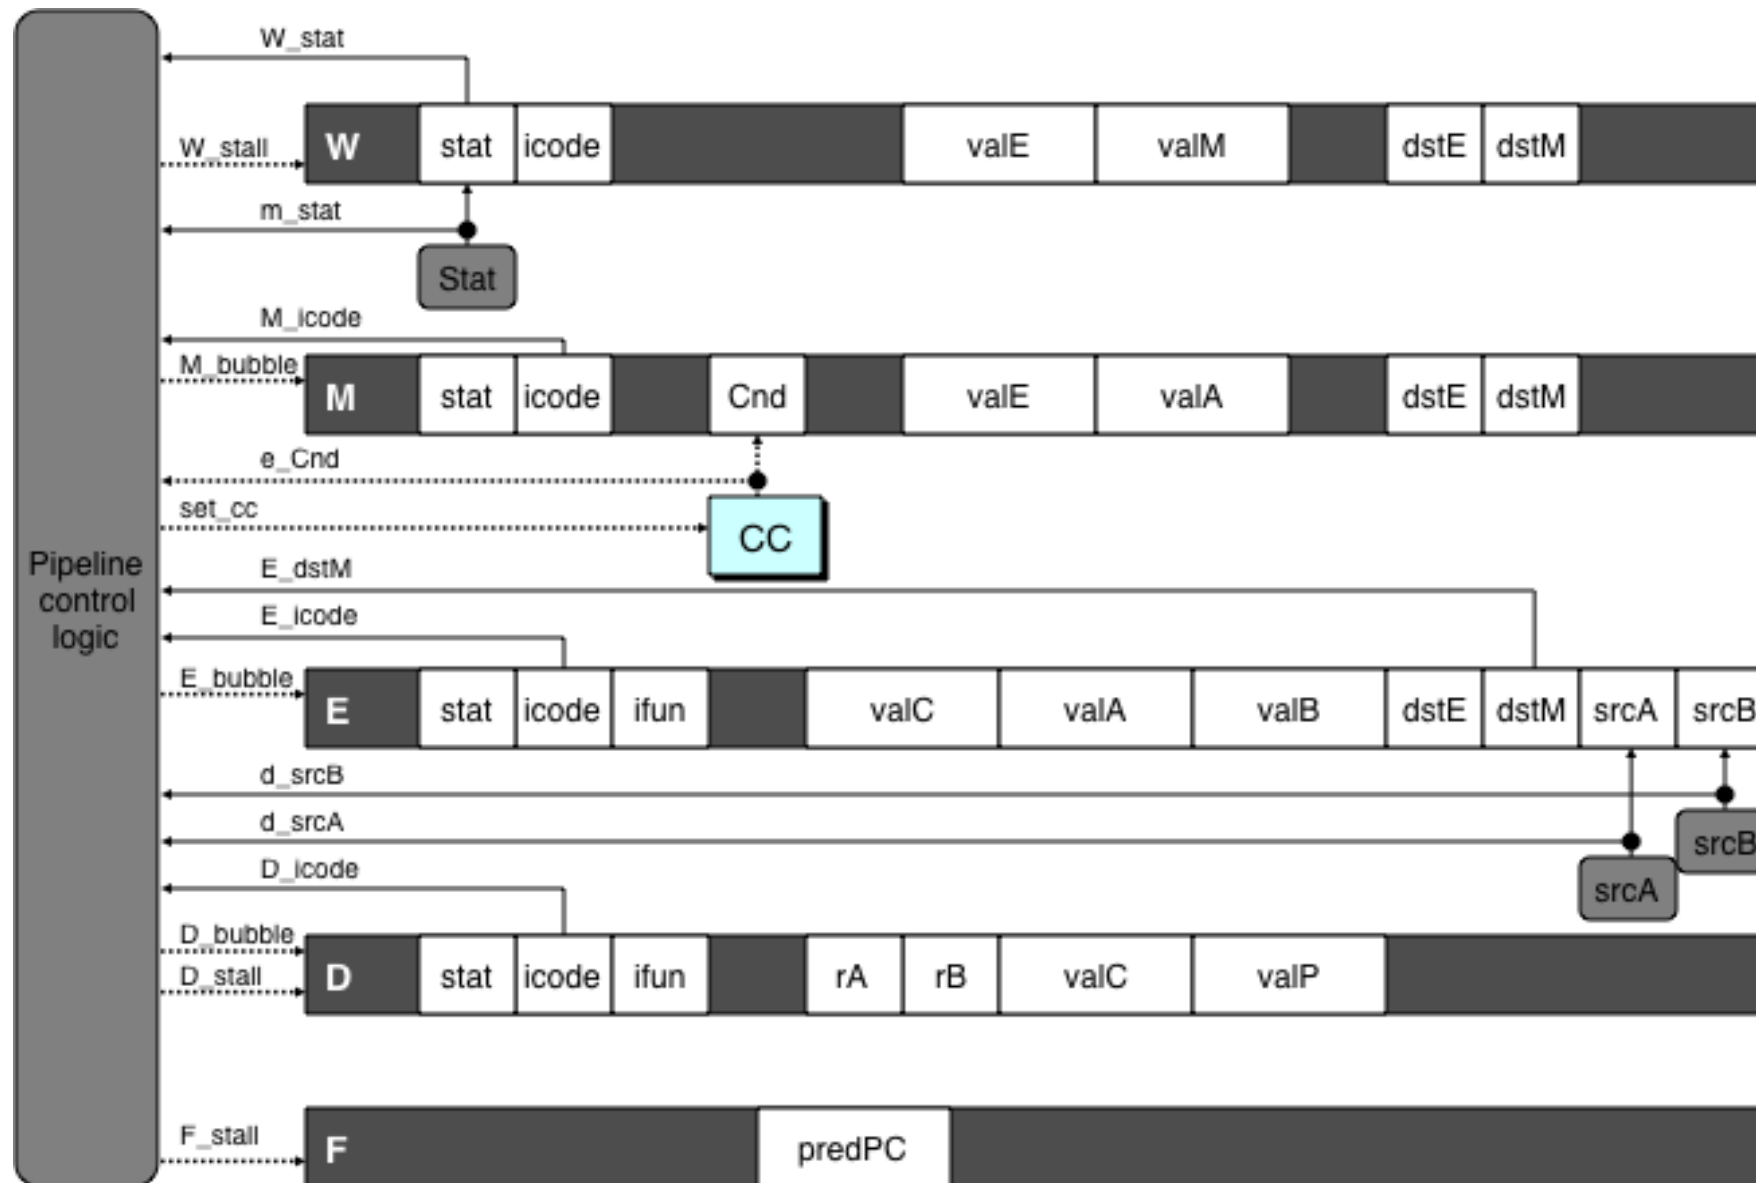 W_stat
W_stall
W stat icode valE valM dstE dstM
m_stat
Stat
M_icode
M_bubble
M stat icode Cnd valE valA dstE dstM
e_Cnd
set_cc
CC
Pipeline
control
logic
E_dstM
E_icode
E_bubble
E stat icode ifun valC valA valB dstE dstM srcA srcB
d_srcB
d_srcA
srcB
D_icode
srcA
D_bubble
D_stall
D stat icode ifun rA rB valC valP
F_stall
F predPC